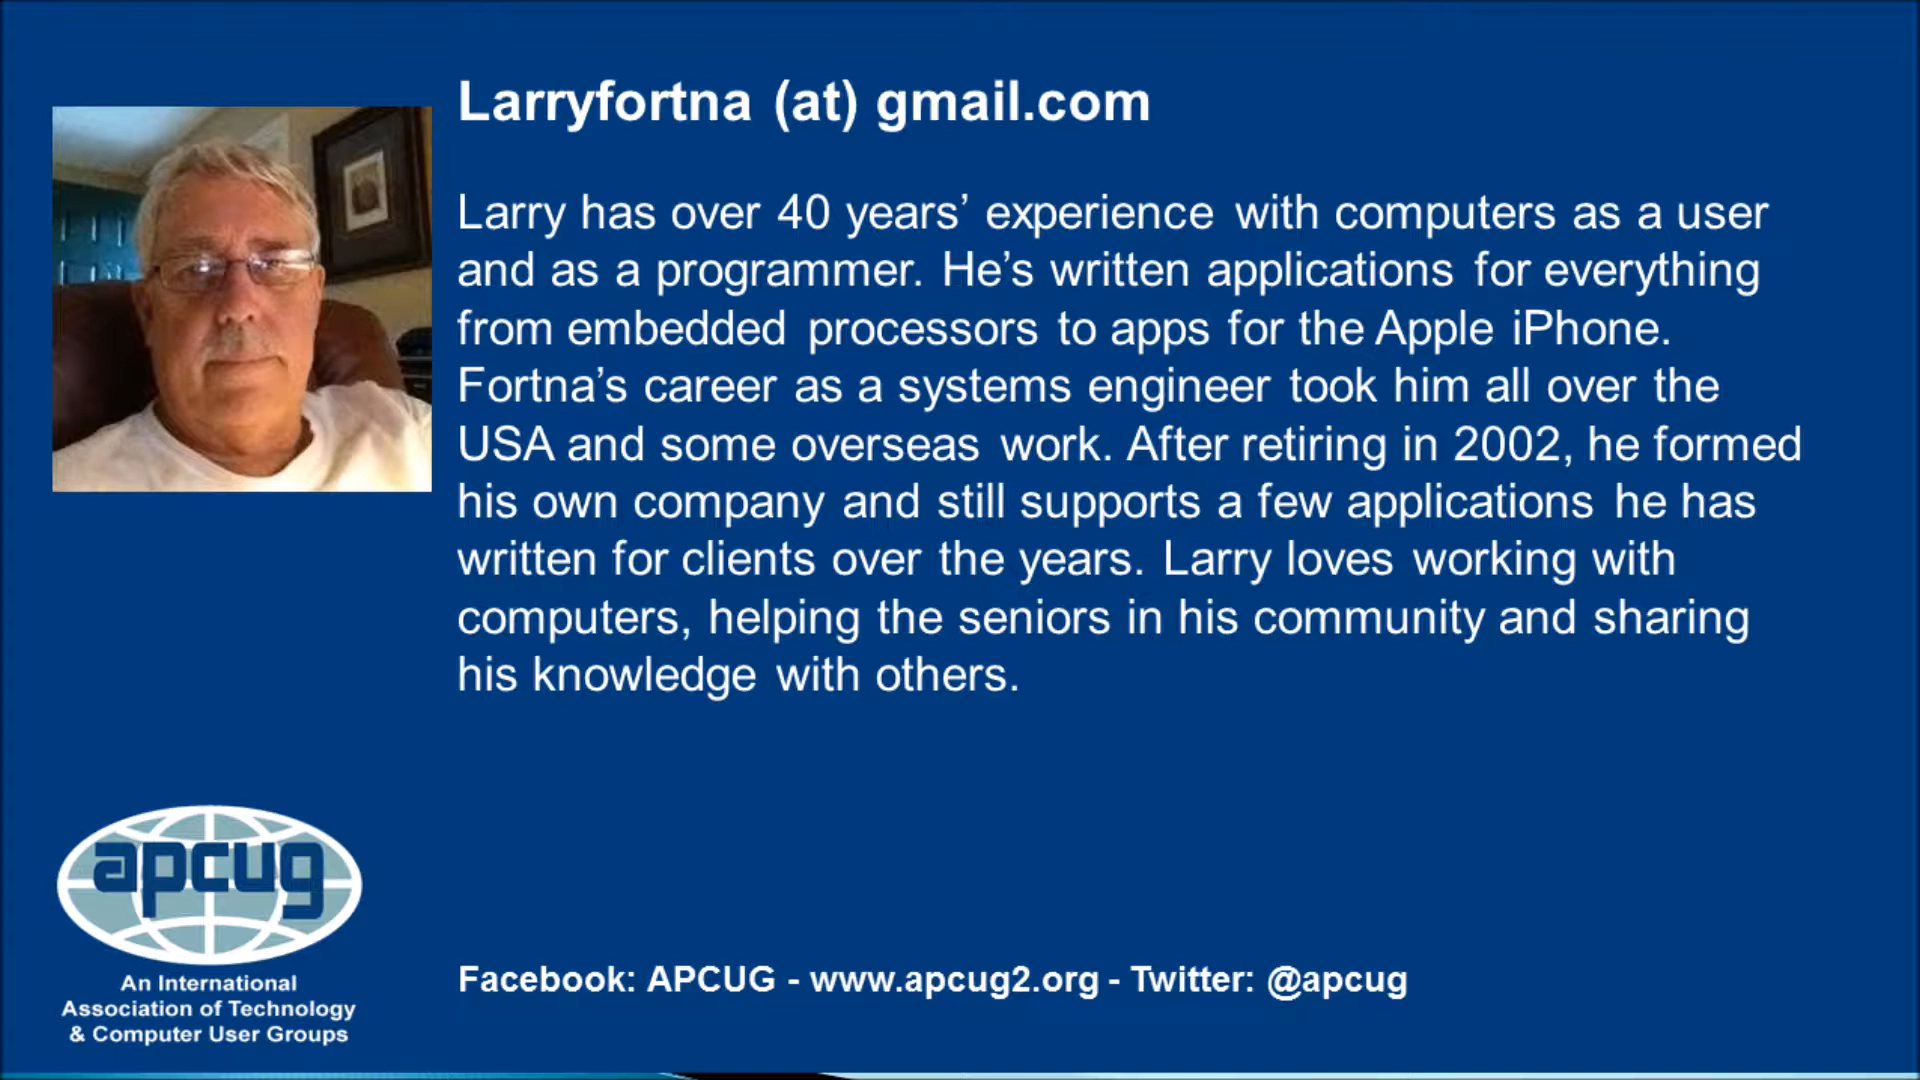 Larryfortna (at) gmail.com
Larry has over 40 years’ experience with computers as a user
and as a programmer. He’s written applications for everything
from embedded processors to apps for the Apple iPhone.
Fortna’s career as a systems engineer took him all over the
USA and some overseas work. After retiring in 2002, he formed
his own company and still supports a few applications he has
written for clients over the years. Larry loves working with
computers, helping the seniors in his community and sharing
his knowledge with others.
apcug
An International
Association of Technology
& Computer User Groups
Facebook: APCUG - www.apcug2.org - Twitter: @apcug